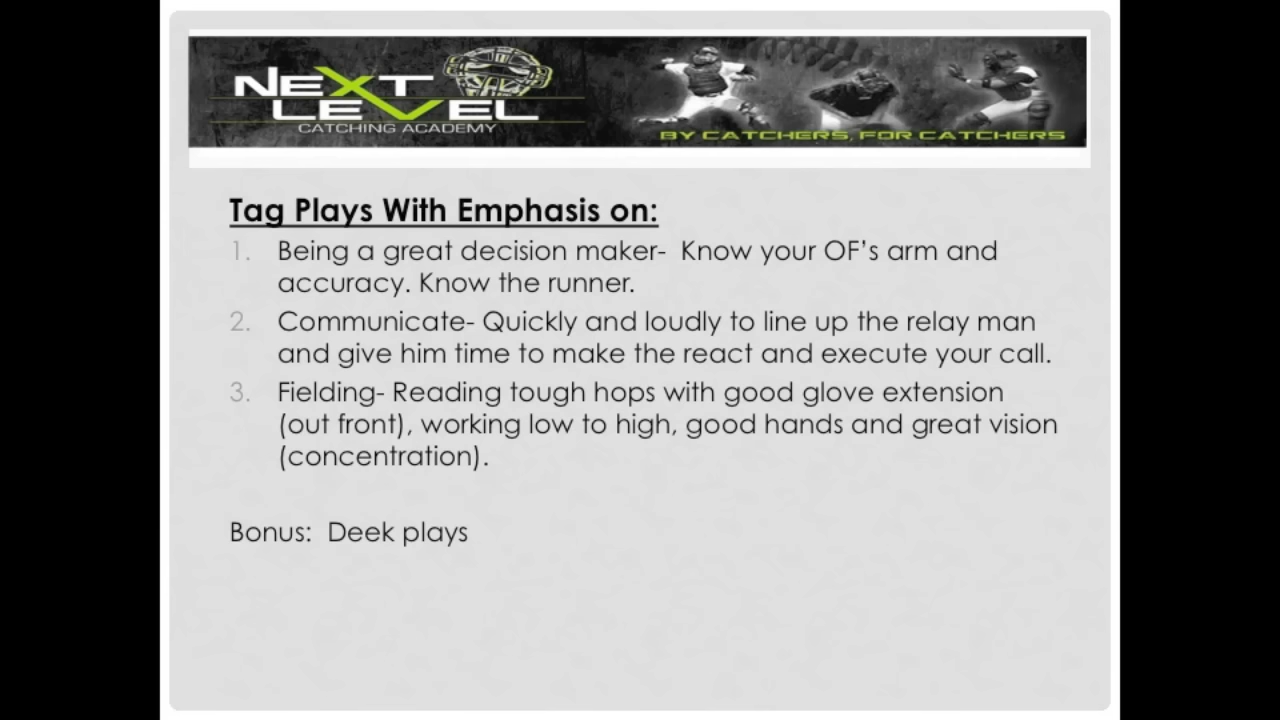 NEXT
LEVEL
CATCHING ACADEMY
BY CATCHERS, FOR CATCHERS
Tag Plays With Emphasis on:
1. Being a great decision maker-  Know your OF’s arm and
accuracy. Know the runner.
2. Communicate- Quickly and loudly to line up the relay man
and give him time to make the react and execute your call.
3. Fielding- Reading tough hops with good glove extension
(out front), working low to high, good hands and great vision
(concentration).
Bonus:  Deek plays